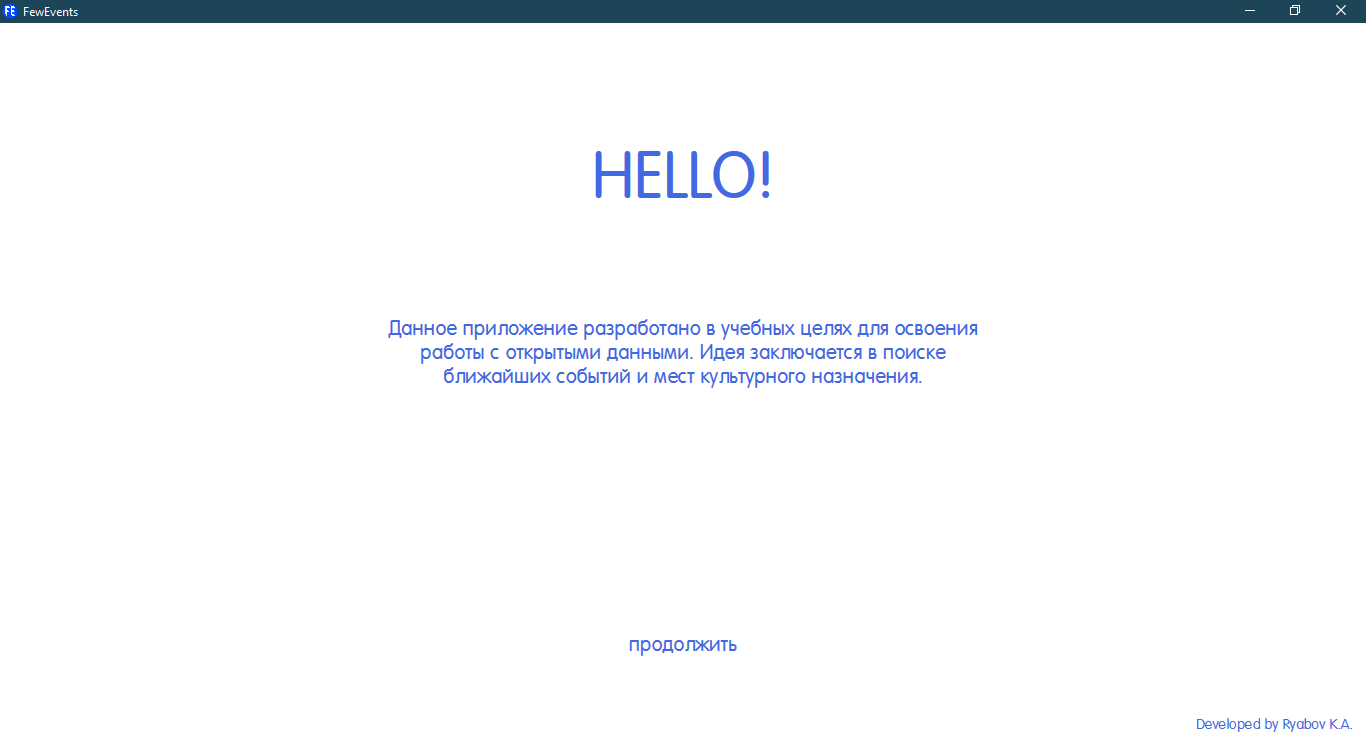 FE FewEvents
HELLO!
Данное приложение разработано в учебных целях для освоения
работы с открытыми данными. Идея заключается в поиске
ближайших событий и мест культурного назначения.
продолжить
Developed by Ryabov K.A.